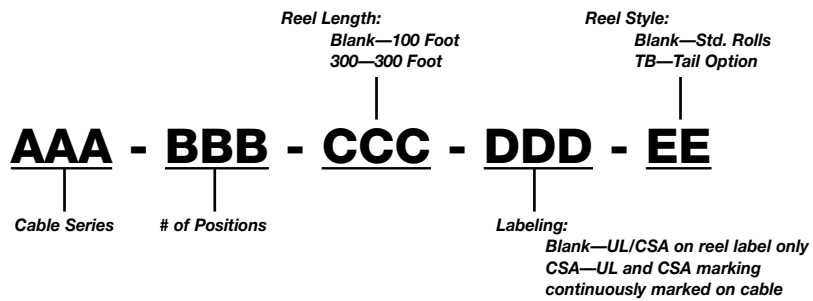 Reel Length:
Blank—100 Foot
300—300 Foot
Reel Style:
Blank—Std. Rolls
TB—Tail Option
AAA - BBB - CCC - DDD - EE
Cable Series
# of Positions
Labeling:
Blank—UL/CSA on reel label only
CSA—UL and CSA marking
continuously marked on cable